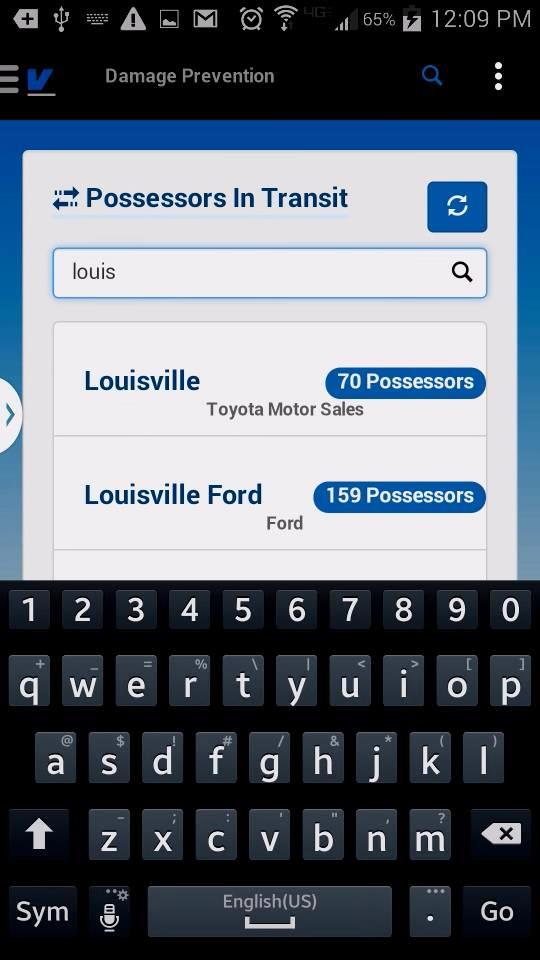 4G 65% 12:09 PM
V Damage Prevention
Possessors In Transit
louis
Louisville 70 Possessors
Toyota Motor Sales
Louisville Ford 159 Possessors
Ford
1 2 3 4 5 6 7 8 9 0
+ _ = % \ | < > [ ]
q w e r t y u i o p
@ $ ! # / & * ( )
a s d f g h j k l
- ; : ' " , ?
z x c v b n m
Sym English(US) . Go